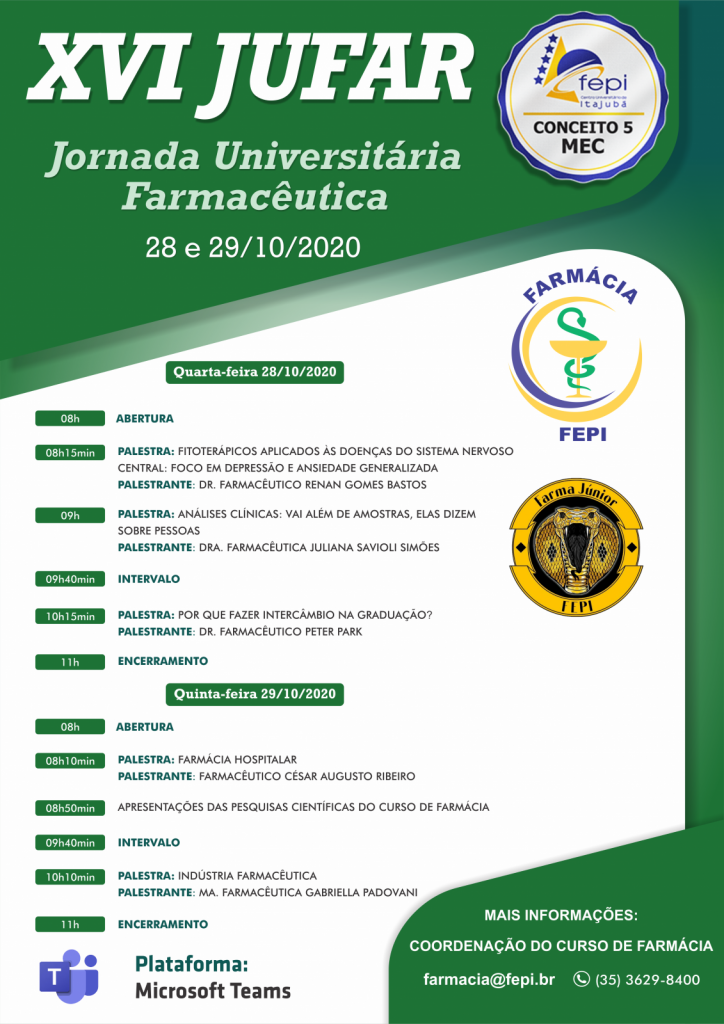 XVI JUFAR
fepi
Centro Universitário de
Itajubá
CONCEITO 5
MEC
Jornada Universitária
Farmacêutica
28 e 29/10/2020
FARMÁCIA
FEPI
Quarta-feira 28/10/2020
08h ABERTURA
08h15min PALESTRA: FITOTERÁPICOS APLICADOS ÀS DOENÇAS DO SISTEMA NERVOSO
CENTRAL: FOCO EM DEPRESSÃO E ANSIEDADE GENERALIZADA
PALESTRANTE: DR. FARMACÊUTICO RENAN GOMES BASTOS
Farma Júnior
FEPI
09h PALESTRA: ANÁLISES CLÍNICAS: VAI ALÉM DE AMOSTRAS, ELAS DIZEM
SOBRE PESSOAS
PALESTRANTE: DRA. FARMACÊUTICA JULIANA SAVIOLI SIMÕES
09h40min INTERVALO
10h15min PALESTRA: POR QUE FAZER INTERCÂMBIO NA GRADUAÇÃO?
PALESTRANTE: DR. FARMACÊUTICO PETER PARK
11h ENCERRAMENTO
Quinta-feira 29/10/2020
08h ABERTURA
08h10min PALESTRA: FARMÁCIA HOSPITALAR
PALESTRANTE: FARMACÊUTICO CÉSAR AUGUSTO RIBEIRO
08h50min APRESENTAÇÕES DAS PESQUISAS CIENTÍFICAS DO CURSO DE FARMÁCIA
09h40min INTERVALO
10h10min PALESTRA: INDÚSTRIA FARMACÊUTICA
PALESTRANTE: MA. FARMACÊUTICA GABRIELLA PADOVANI
11h ENCERRAMENTO
T
Plataforma:
Microsoft Teams
MAIS INFORMAÇÕES:
COORDENAÇÃO DO CURSO DE FARMÁCIA
farmacia@fepi.br (35) 3629-8400